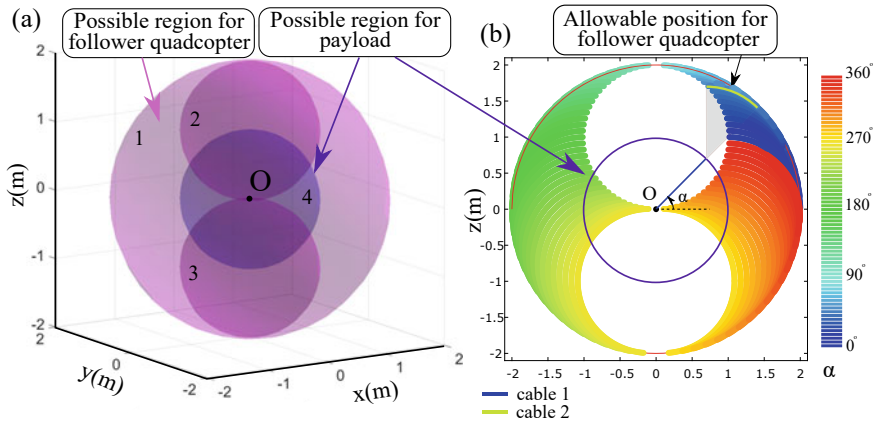 (a)
Possible region for
follower quadcopter
Possible region for
payload
(b)
Allowable position for
follower quadcopter
2
1
0
-1
-2
z(m)
1
2
3
4
O
2
0
-2
y(m)
-2
-1
0
1
2
x(m)
2
1.5
1
0.5
0
-0.5
-1
-1.5
-2
z(m)
O
α
-2
-1.5
-1
-0.5
0
0.5
1
1.5
2
360°
270°
180°
90°
0°
α
cable 1
cable 2